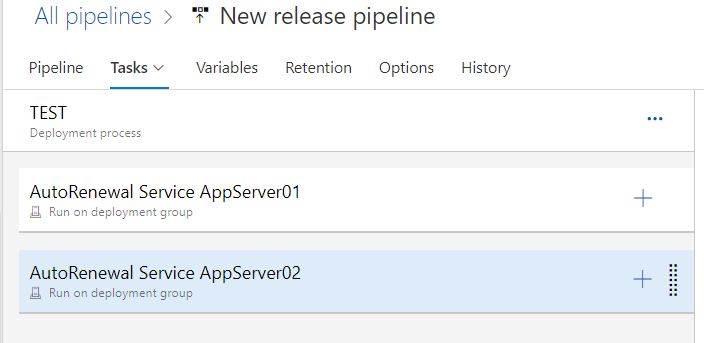 All pipelines > New release pipeline
Pipeline Tasks Variables Retention Options History
TEST
Deployment process
AutoRenewal Service AppServer01
Run on deployment group
AutoRenewal Service AppServer02
Run on deployment group